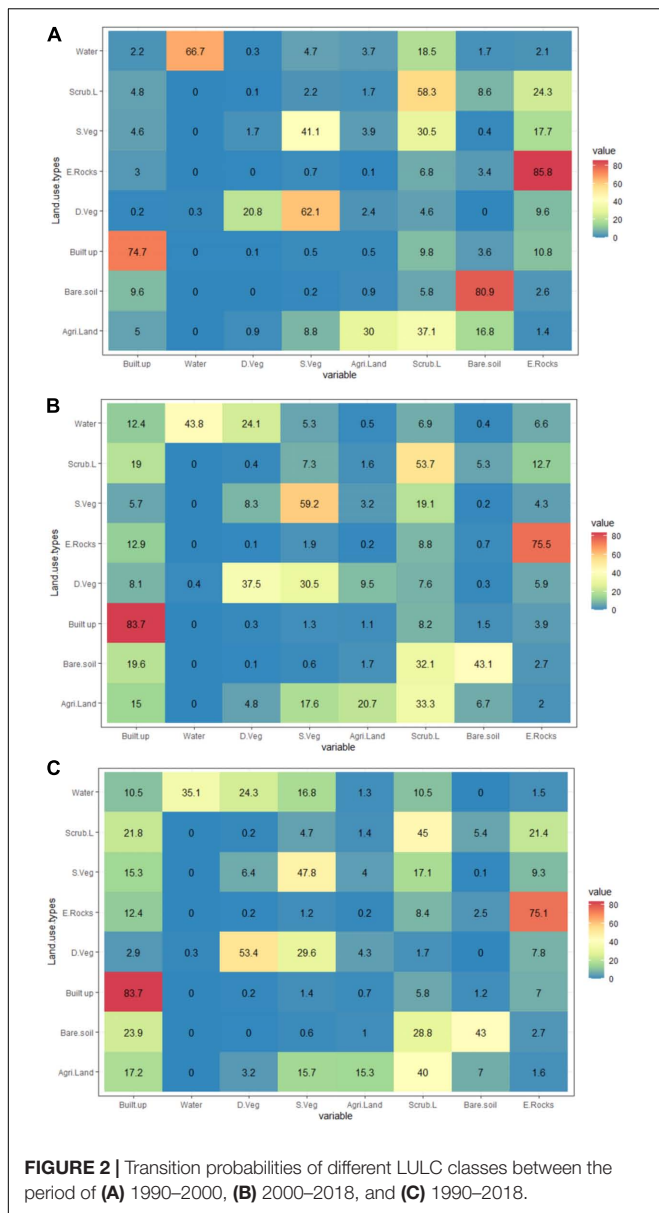 A
Water 2.2 66.7 0.3 4.7 3.7 18.5 1.7 2.1
Scrub.L 4.8 0 0.1 2.2 1.7 58.3 8.6 24.3
S.Veg 4.6 0 1.7 41.1 3.9 30.5 0.4 17.7
E.Rocks 3 0 0 0.7 0.1 6.8 3.4 85.8
D.Veg 0.2 0.3 20.8 62.1 2.4 4.6 0 9.6
Built up 74.7 0 0.1 0.5 0.5 9.8 3.6 10.8
Bare.soil 9.6 0 0 0.2 0.9 5.8 80.9 2.6
Agri.Land 5 0 0.9 8.8 30 37.1 16.8 1.4
Built.up Water D.Veg S.Veg Agri.Land Scrub.L Bare.soil E.Rocks
variable
Land.use.types
value
80
60
40
20
0
B
Water 12.4 43.8 24.1 5.3 0.5 6.9 0.4 6.6
Scrub.L 19 0 0.4 7.3 1.6 53.7 5.3 12.7
S.Veg 5.7 0 8.3 59.2 3.2 19.1 0.2 4.3
E.Rocks 12.9 0 0.1 1.9 0.2 8.8 0.7 75.5
D.Veg 8.1 0.4 37.5 30.5 9.5 7.6 0.3 5.9
Built up 83.7 0 0.3 1.3 1.1 8.2 1.5 3.9
Bare.soil 19.6 0 0.1 0.6 1.7 32.1 43.1 2.7
Agri.Land 15 0 4.8 17.6 20.7 33.3 6.7 2
Built.up Water D.Veg S.Veg Agri.Land Scrub.L Bare.soil E.Rocks
variable
Land.use.types
value
80
60
40
20
0
C
Water 10.5 35.1 24.3 16.8 1.3 10.5 0 1.5
Scrub.L 21.8 0 0.2 4.7 1.4 45 5.4 21.4
S.Veg 15.3 0 6.4 47.8 4 17.1 0.1 9.3
E.Rocks 12.4 0 0.2 1.2 0.2 8.4 2.5 75.1
D.Veg 2.9 0.3 53.4 29.6 4.3 1.7 0 7.8
Built up 83.7 0 0.2 1.4 0.7 5.8 1.2 7
Bare.soil 23.9 0 0 0.6 1 28.8 43 2.7
Agri.Land 17.2 0 3.2 15.7 15.3 40 7 1.6
Built.up Water D.Veg S.Veg Agri.Land Scrub.L Bare.soil E.Rocks
variable
Land.use.types
value
80
60
40
20
0
FIGURE 2 | Transition probabilities of different LULC classes between the
period of (A) 1990–2000, (B) 2000–2018, and (C) 1990–2018.